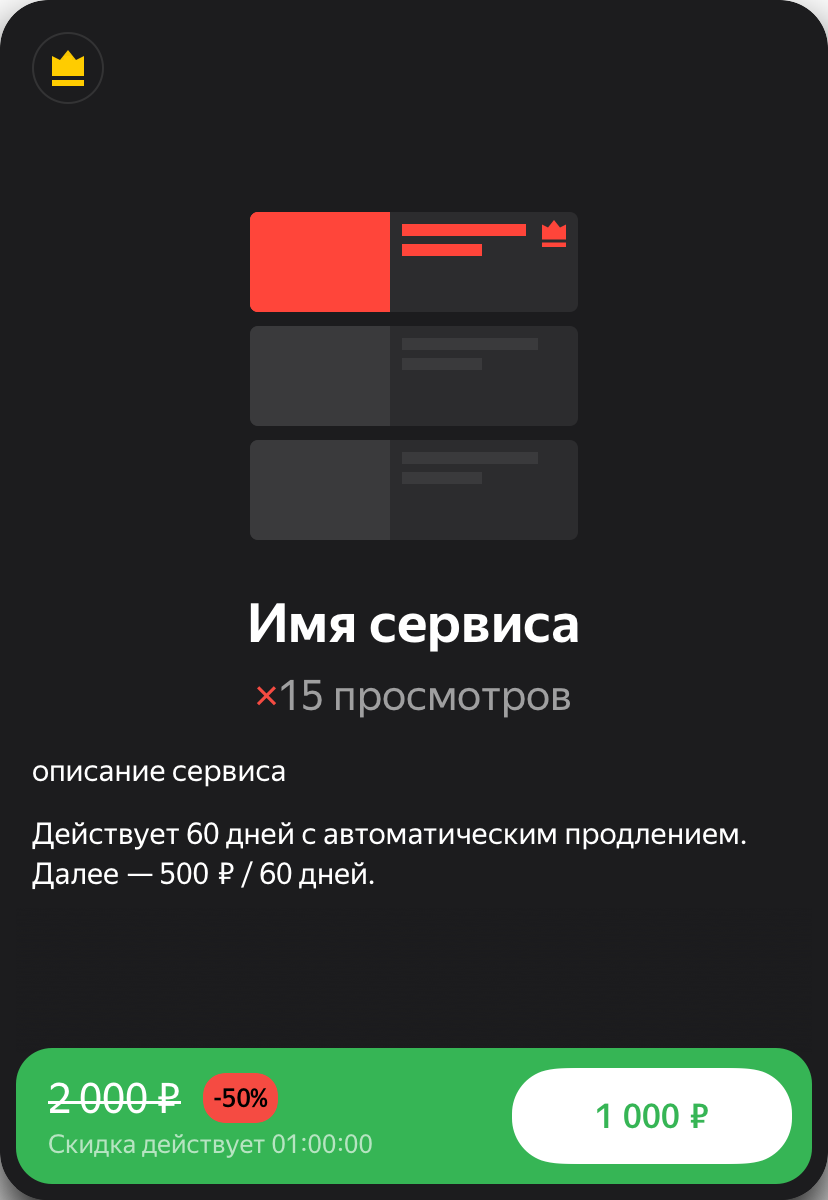 Имя сервиса
×15 просмотров
описание сервиса
Действует 60 дней с автоматическим продлением.
Далее — 500 ₽ / 60 дней.
2 000 ₽ -50%
Скидка действует 01:00:00
1 000 ₽